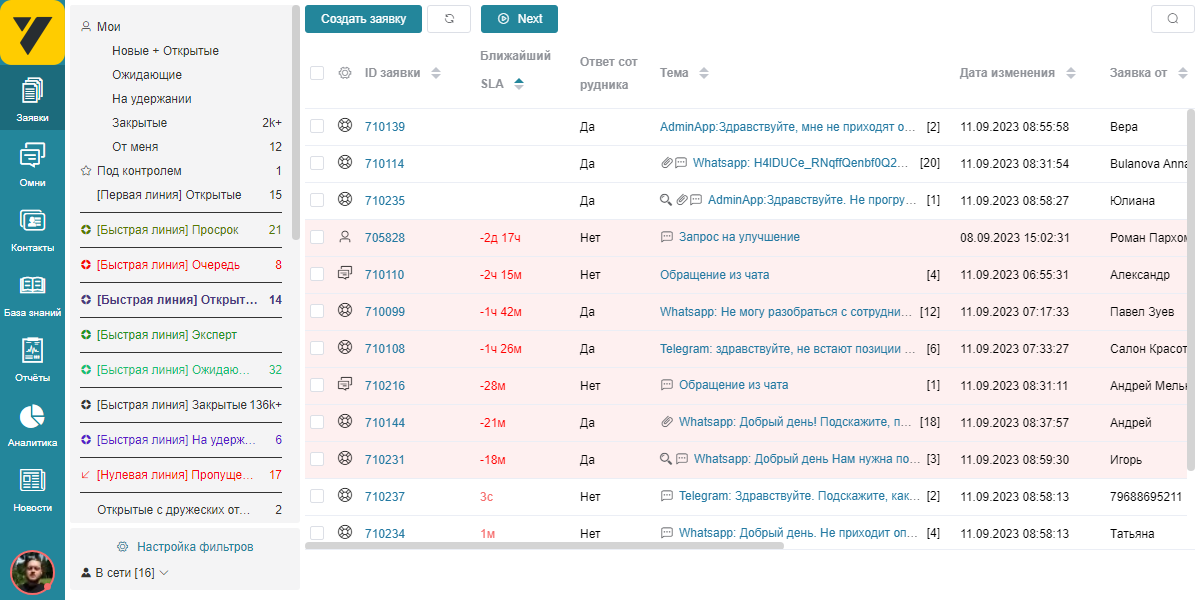 Заявки
Омни
Контакты
База знаний
Отчёты
Аналитика
Новости
Мои
Новые + Открытые
Ожидающие
На удержании
Закрытые 2k+
От меня 12
Под контролем 1
[Первая линия] Открытые 15
[Быстрая линия] Просрок 21
[Быстрая линия] Очередь 8
[Быстрая линия] Открыт... 14
[Быстрая линия] Эксперт
[Быстрая линия] Ожидаю... 32
[Быстрая линия] Закрытые 136k+
[Быстрая линия] На удерж... 6
[Нулевая линия] Пропуще... 17
Открытые с дружеских от... 2
Настройка фильтров
В сети [16]
Создать заявку Next
ID заявки Ближайший SLA Ответ сотрудника Тема Дата изменения Заявка от
710139 Да AdminApp:Здравствуйте, мне не приходят о... [2] 11.09.2023 08:55:58 Вера
710114 Да Whatsapp: H4IDUCe_RNqffQenbf0Q2... [20] 11.09.2023 08:31:54 Bulanova Anna
710235 Да AdminApp:Здравствуйте. Не прогру... [1] 11.09.2023 08:58:27 Юлиана
705828 -2д 17ч Нет Запрос на улучшение 08.09.2023 15:02:31 Роман Пархом
710110 -2ч 15м Нет Обращение из чата [4] 11.09.2023 06:55:31 Александр
710099 -1ч 42м Да Whatsapp: Не могу разобраться с сотрудни... [12] 11.09.2023 07:17:33 Павел Зуев
710108 -1ч 26м Да Telegram: здравствуйте, не встают позиции ... [6] 11.09.2023 07:33:27 Салон Красот
710216 -28м Нет Обращение из чата [1] 11.09.2023 08:31:11 Андрей Мельн
710144 -21м Да Whatsapp: Добрый день! Подскажите, п... [18] 11.09.2023 08:37:57 Андрей
710231 -18м Да Whatsapp: Добрый день Нам нужна по... [3] 11.09.2023 08:59:30 Игорь
710237 3с Нет Telegram: Здравствуйте. Подскажите, как... [2] 11.09.2023 08:58:13 79688695211
710234 1м Нет Whatsapp: Добрый день. Не приходит оп... [4] 11.09.2023 08:58:13 Татьяна